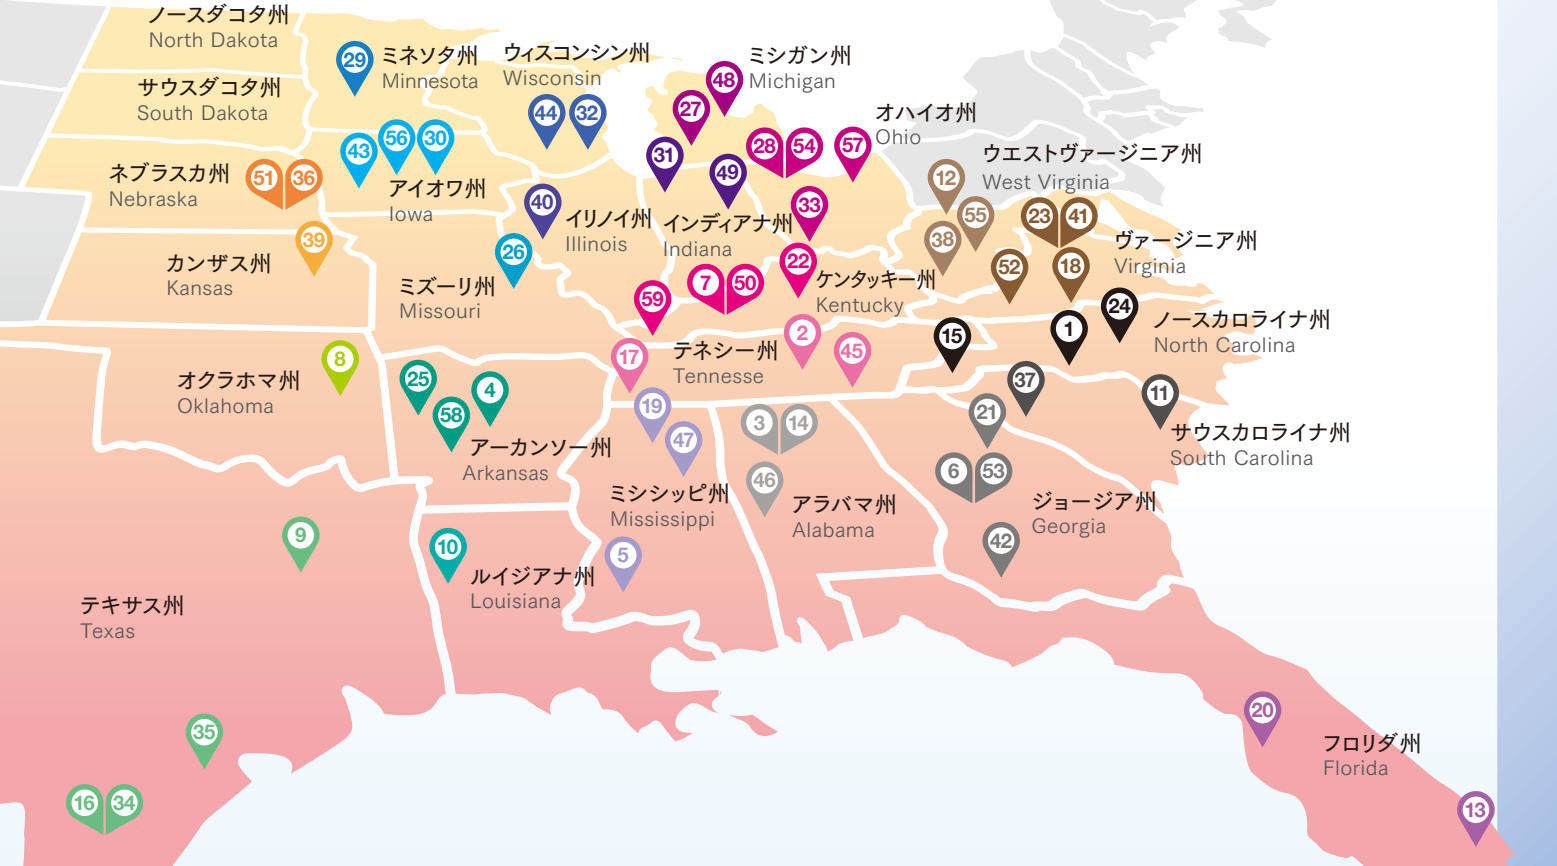 ノースダコタ州
North Dakota
サウスダコタ州
South Dakota
29
ミネソタ州
Minnesota
ウィスコンシン州
Wisconsin
44
32
ミシガン州
Michigan
48
27
オハイオ州
Ohio
28
54
57
33
43
56
30
アイオワ州
Iowa
ネブラスカ州
Nebraska
51
36
31
49
インディアナ州
Indiana
40
イリノイ州
Illinois
12
55
38
ウエストヴァージニア州
West Virginia
23
41
52
18
ヴァージニア州
Virginia
39
カンザス州
Kansas
26
ミズーリ州
Missouri
22
7
50
59
ケンタッキー州
Kentucky
24
1
15
ノースカロライナ州
North Carolina
8
オクラホマ州
Oklahoma
17
テネシー州
Tennesse
2
45
25
4
58
アーカンソー州
Arkansas
19
47
ミシシッピ州
Mississippi
5
3
14
46
アラバマ州
Alabama
37
11
サウスカロライナ州
South Carolina
21
6
53
ジョージア州
Georgia
42
9
テキサス州
Texas
35
16
34
10
ルイジアナ州
Louisiana
20
フロリダ州
Florida
13